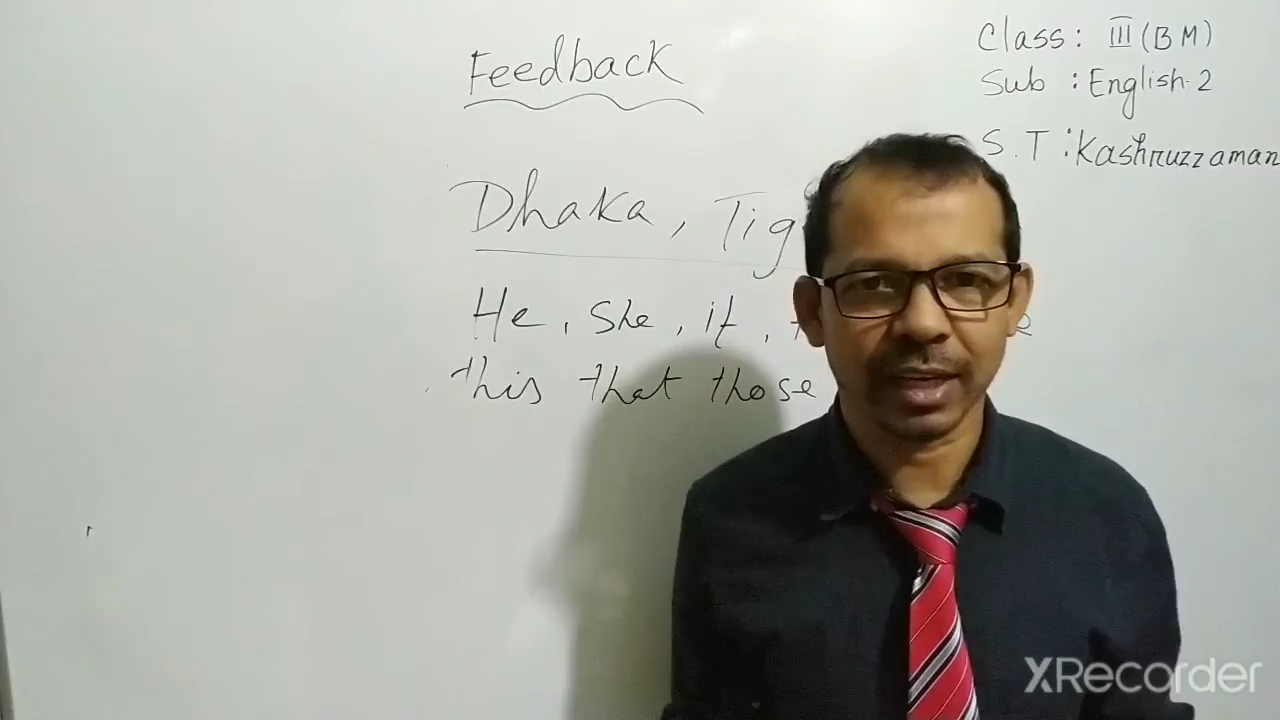 Feedback
Class: III (BM)
Sub : English-2
S.T : Kashruzzaman
Dhaka, Tig
He, she, it,
this that those
XRecorder